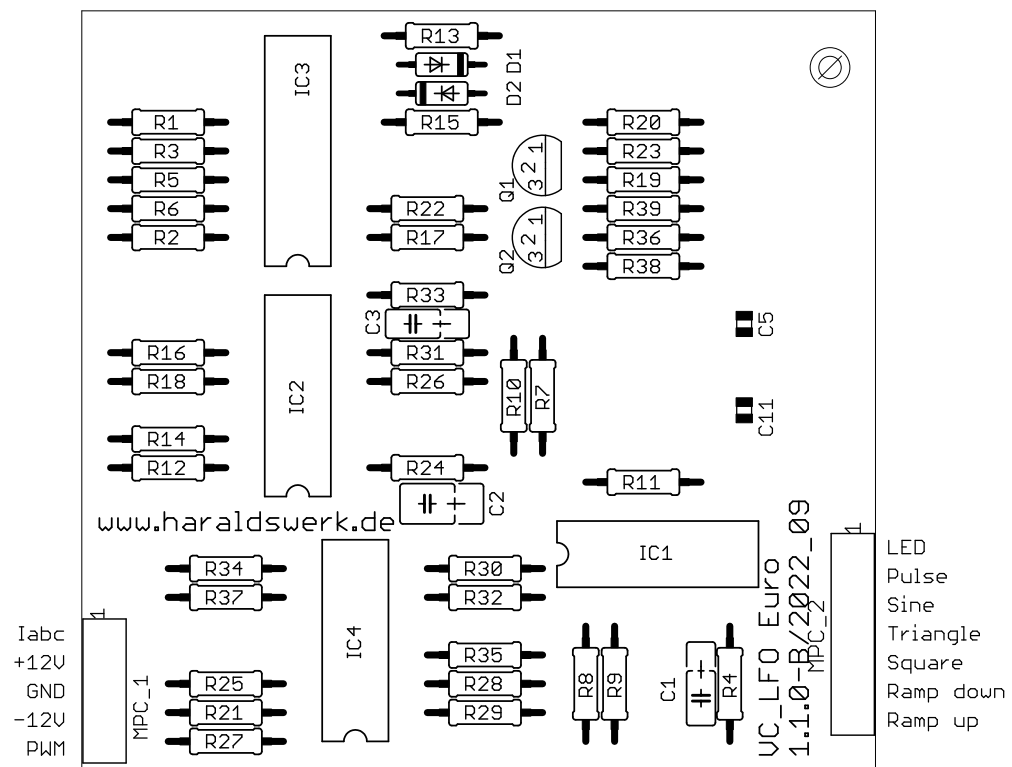 R13
IC3
D1
D2
R15
R1
R3
R5
R6
R2
R20
R23
R19
R39
R36
R38
Q1
1
2
3
Q2
1
2
3
R22
R17
R33
C3
R31
R26
C5
R16
R18
IC2
R10
R7
C11
R14
R12
R24
C2
R11
www.haraldswerk.de
IC1
R34
R37
R30
R32
VC_LFO Euro
1.1.0-B/2022_09
1
MPC_2
LED
Pulse
Sine
Triangle
Square
Ramp down
Ramp up
1
MPC_1
Iabc
+12V
GND
-12V
PWM
R25
R21
R27
IC4
R35
R28
R29
R8
R9
C1
R4